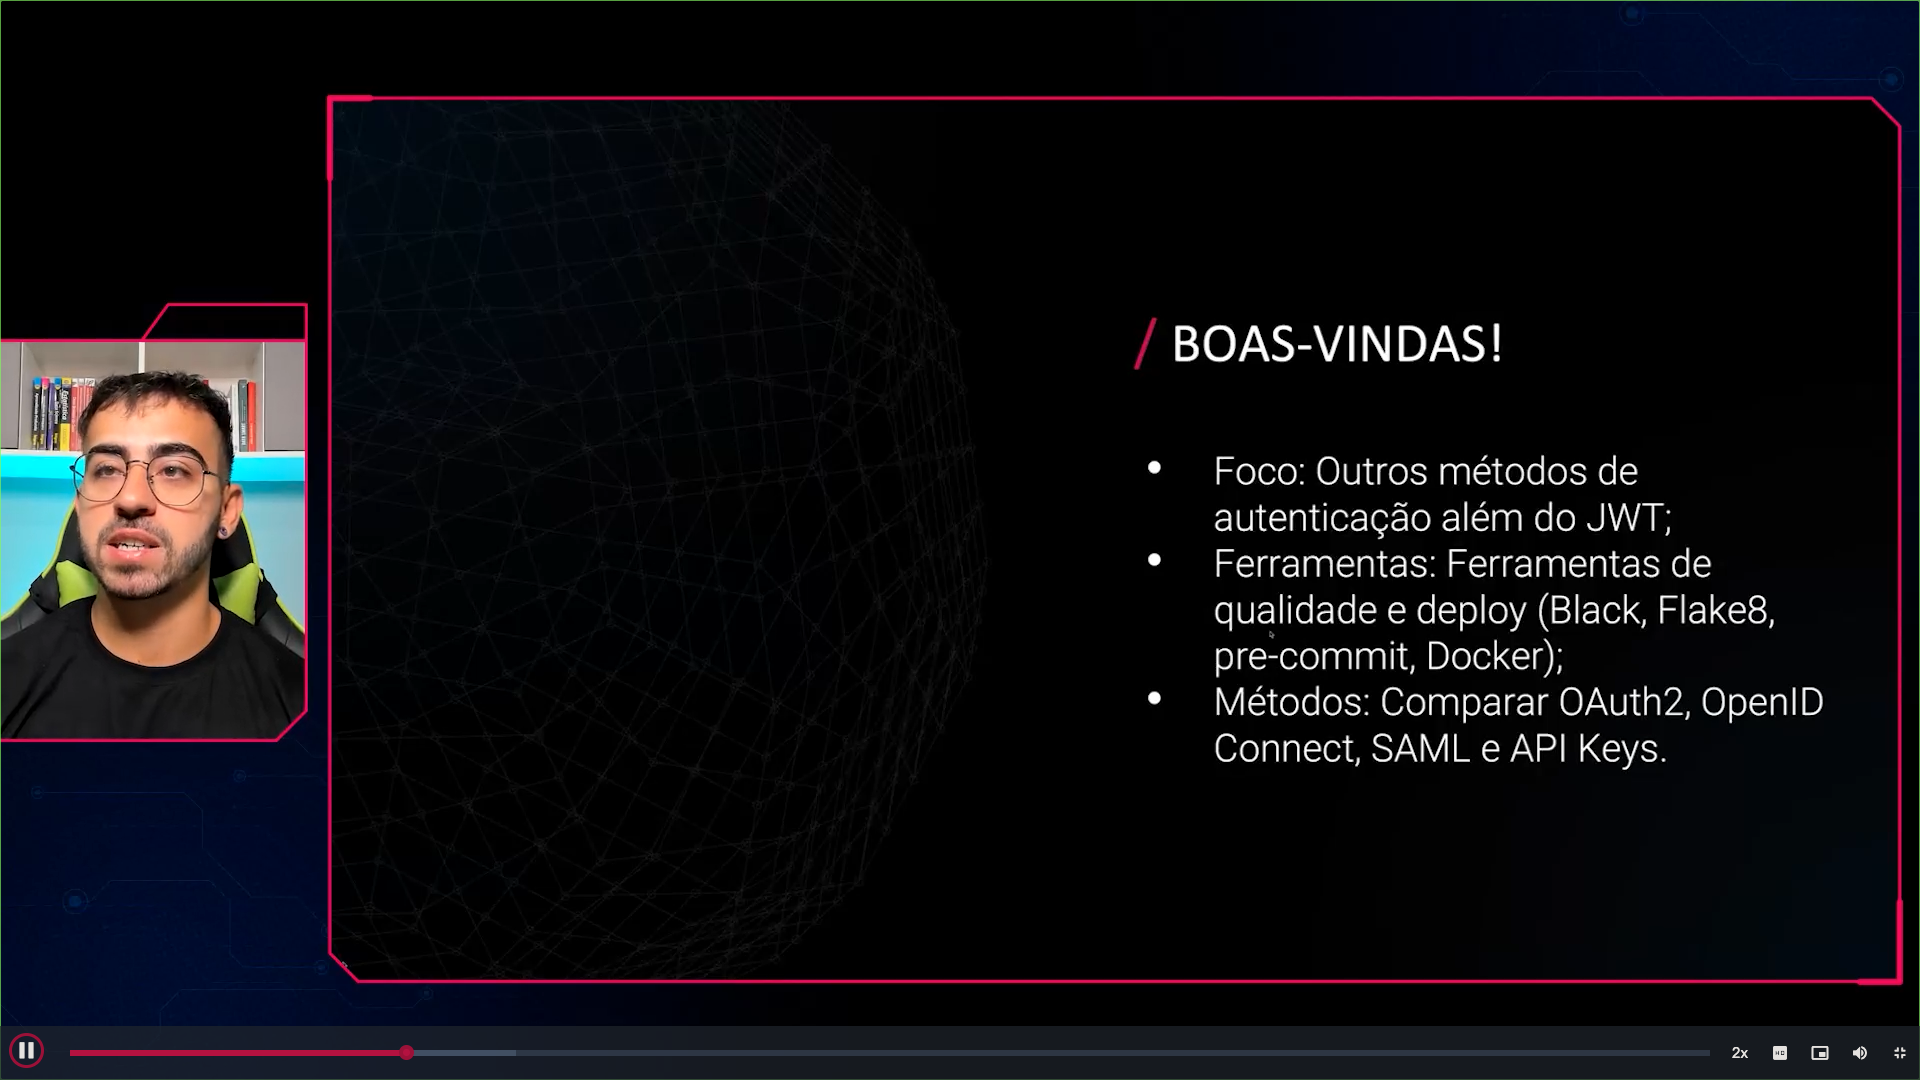 / BOAS-VINDAS!
• Foco: Outros métodos de
autenticação além do JWT;
• Ferramentas: Ferramentas de
qualidade e deploy (Black, Flake8,
pre-commit, Docker);
• Métodos: Comparar OAuth2, OpenID
Connect, SAML e API Keys.
2x
HD